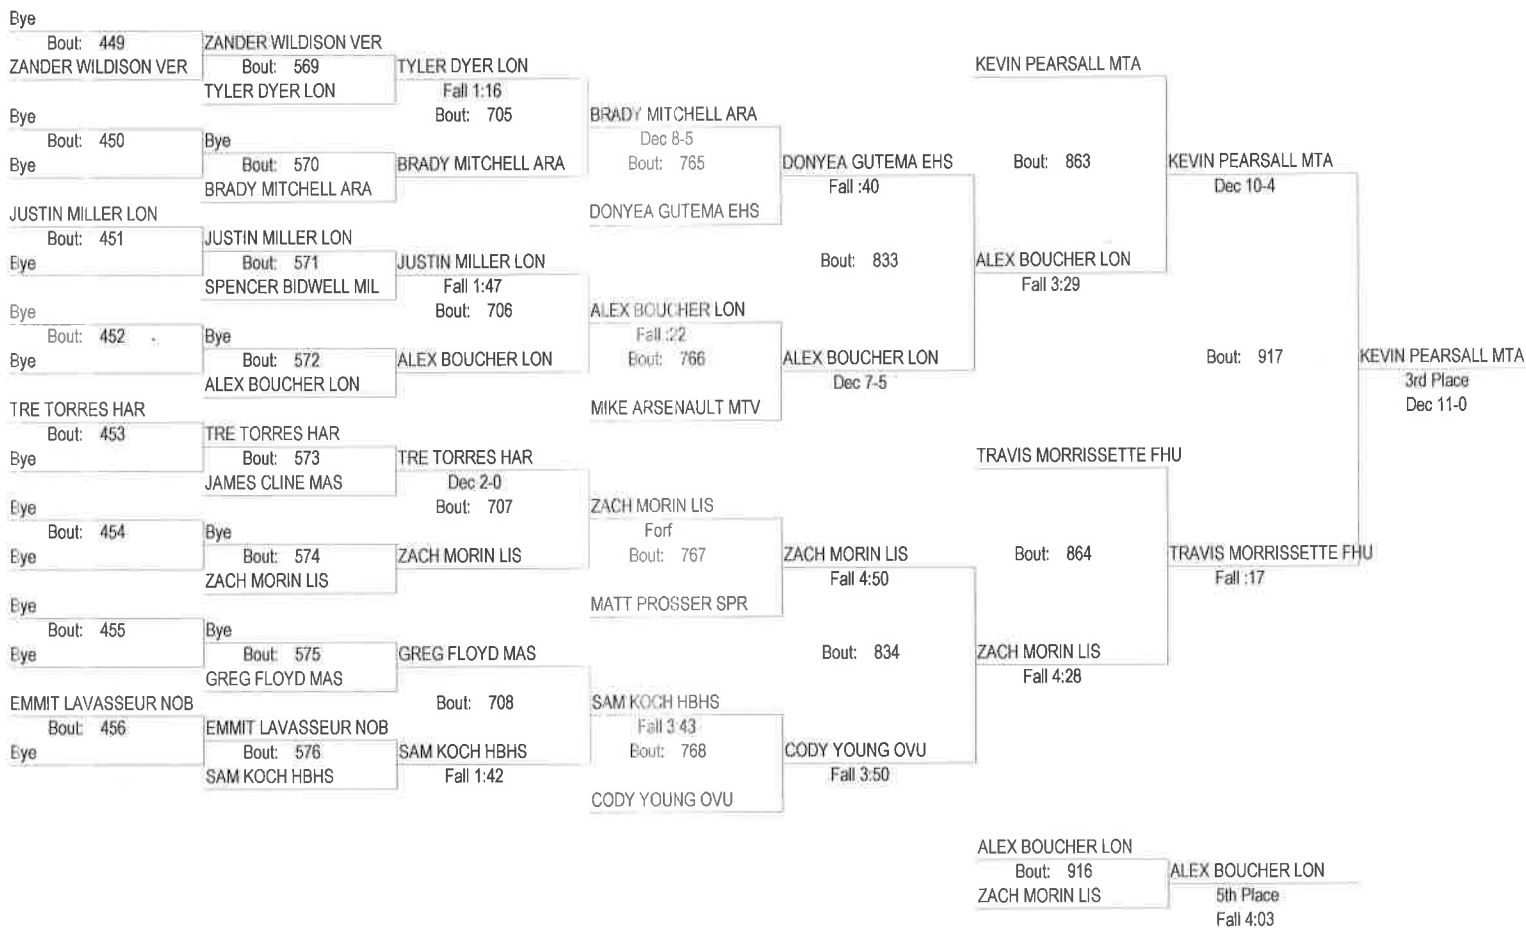 Bye
Bout: 449
ZANDER WILDISON VER
Bye
Bout: 450
Bye
JUSTIN MILLER LON
Bout: 451
Bye
Bye
Bout: 452
Bye
TRE TORRES HAR
Bout: 453
Bye
Bye
Bout: 454
Bye
Bye
Bout: 455
Bye
EMMIT LAVASSEUR NOB
Bout: 456
Bye
ZANDER WILDISON VER
Bout: 569
TYLER DYER LON
Bye
Bout: 570
BRADY MITCHELL ARA
JUSTIN MILLER LON
Bout: 571
SPENCER BIDWELL MIL
Bye
Bout: 572
ALEX BOUCHER LON
TRE TORRES HAR
Bout: 573
JAMES CLINE MAS
Bye
Bout: 574
ZACH MORIN LIS
Bye
Bout: 575
GREG FLOYD MAS
EMMIT LAVASSEUR NOB
Bout: 576
SAM KOCH HBHS
TYLER DYER LON
Fall 1:16
Bout: 705
BRADY MITCHELL ARA
JUSTIN MILLER LON
Fall 1:47
Bout: 706
ALEX BOUCHER LON
TRE TORRES HAR
Dec 2-0
Bout: 707
ZACH MORIN LIS
GREG FLOYD MAS
Bout: 708
SAM KOCH HBHS
Fall 1:42
BRADY MITCHELL ARA
Dec 8-5
Bout: 765
DONYEA GUTEMA EHS
ALEX BOUCHER LON
Fall :22
Bout: 766
MIKE ARSENAULT MTV
ZACH MORIN LIS
Forf
Bout: 767
MATT PROSSER SPR
SAM KOCH HBHS
Fall 3:43
Bout: 768
CODY YOUNG OVU
DONYEA GUTEMA EHS
Fall :40
Bout: 833
ALEX BOUCHER LON
Dec 7-5
ZACH MORIN LIS
Fall 4:50
Bout: 834
CODY YOUNG OVU
Fall 3:50
KEVIN PEARSALL MTA
Bout: 863
ALEX BOUCHER LON
Fall 3:29
TRAVIS MORRISSETTE FHU
Bout: 864
ZACH MORIN LIS
Fall 4:28
KEVIN PEARSALL MTA
Dec 10-4
Bout: 917
TRAVIS MORRISSETTE FHU
Fall :17
KEVIN PEARSALL MTA
3rd Place
Dec 11-0
ALEX BOUCHER LON
Bout: 916
ZACH MORIN LIS
ALEX BOUCHER LON
5th Place
Fall 4:03